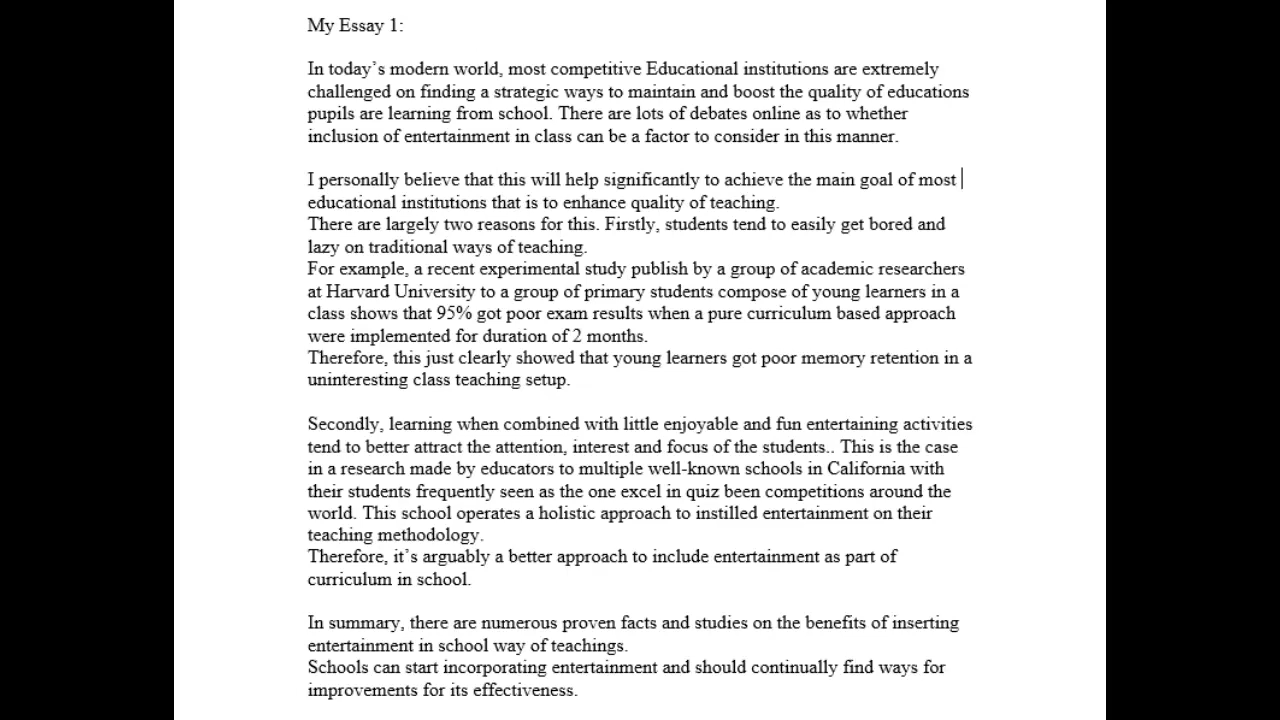 My Essay 1:
In today's modern world, most competitive Educational institutions are extremely
challenged on finding a strategic ways to maintain and boost the quality of educations
pupils are learning from school. There are lots of debates online as to whether
inclusion of entertainment in class can be a factor to consider in this manner.
I personally believe that this will help significantly to achieve the main goal of most
educational institutions that is to enhance quality of teaching.
There are largely two reasons for this. Firstly, students tend to easily get bored and
lazy on traditional ways of teaching.
For example, a recent experimental study publish by a group of academic researchers
at Harvard University to a group of primary students compose of young learners in a
class shows that 95% got poor exam results when a pure curriculum based approach
were implemented for duration of 2 months.
Therefore, this just clearly showed that young learners got poor memory retention in a
uninteresting class teaching setup.
Secondly, learning when combined with little enjoyable and fun entertaining activities
tend to better attract the attention, interest and focus of the students.. This is the case
in a research made by educators to multiple well-known schools in California with
their students frequently seen as the one excel in quiz been competitions around the
world. This school operates a holistic approach to instilled entertainment on their
teaching methodology.
Therefore, it's arguably a better approach to include entertainment as part of
curriculum in school.
In summary, there are numerous proven facts and studies on the benefits of inserting
entertainment in school way of teachings.
Schools can start incorporating entertainment and should continually find ways for
improvements for its effectiveness.